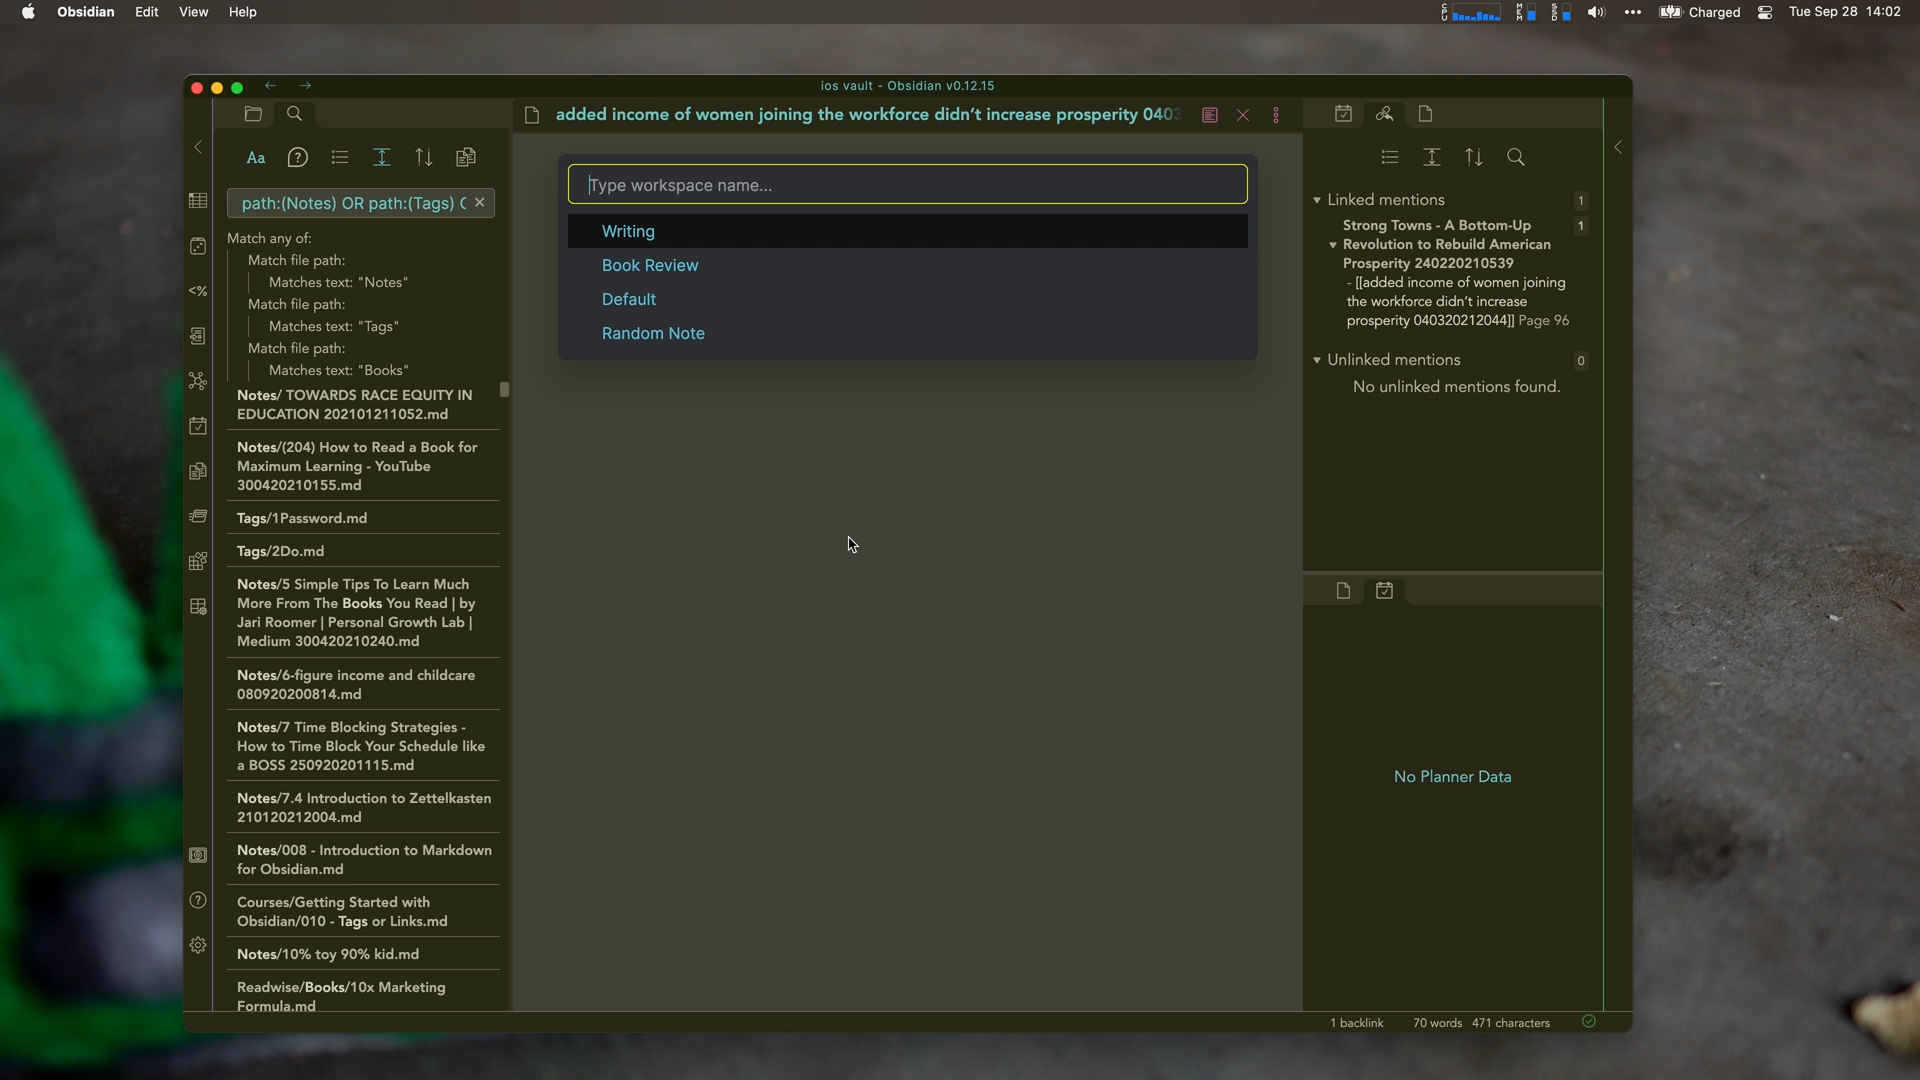 Obsidian Edit View Help
CPU MEM SSD Charged Tue Sep 28 14:02
ios vault - Obsidian v0.12.15
added income of women joining the workforce didn't increase prosperity 0403
Aa
path:(Notes) OR path:(Tags)
Match any of:
Match file path:
Matches text: "Notes"
Match file path:
Matches text: "Tags"
Match file path:
Matches text: "Books"
Notes/ TOWARDS RACE EQUITY IN
EDUCATION 202101211052.md
Notes/(204) How to Read a Book for
Maximum Learning - YouTube
300420210155.md
Tags/1Password.md
Tags/2Do.md
Notes/5 Simple Tips To Learn Much
More From The Books You Read | by
Jari Roomer | Personal Growth Lab |
Medium 300420210240.md
Notes/6-figure income and childcare
080920200814.md
Notes/7 Time Blocking Strategies -
How to Time Block Your Schedule like
a BOSS 250920201115.md
Notes/7.4 Introduction to Zettelkasten
210120212004.md
Notes/008 - Introduction to Markdown
for Obsidian.md
Courses/Getting Started with
Obsidian/010 - Tags or Links.md
Notes/10% toy 90% kid.md
Readwise/Books/10x Marketing
Formula.md
Type workspace name...
Writing
Book Review
Default
Random Note
Linked mentions 1
Strong Towns - A Bottom-Up 1
Revolution to Rebuild American
Prosperity 240220210539
- [[added income of women joining
the workforce didn't increase
prosperity 040320212044]] Page 96
Unlinked mentions 0
No unlinked mentions found.
No Planner Data
1 backlink 70 words 471 characters